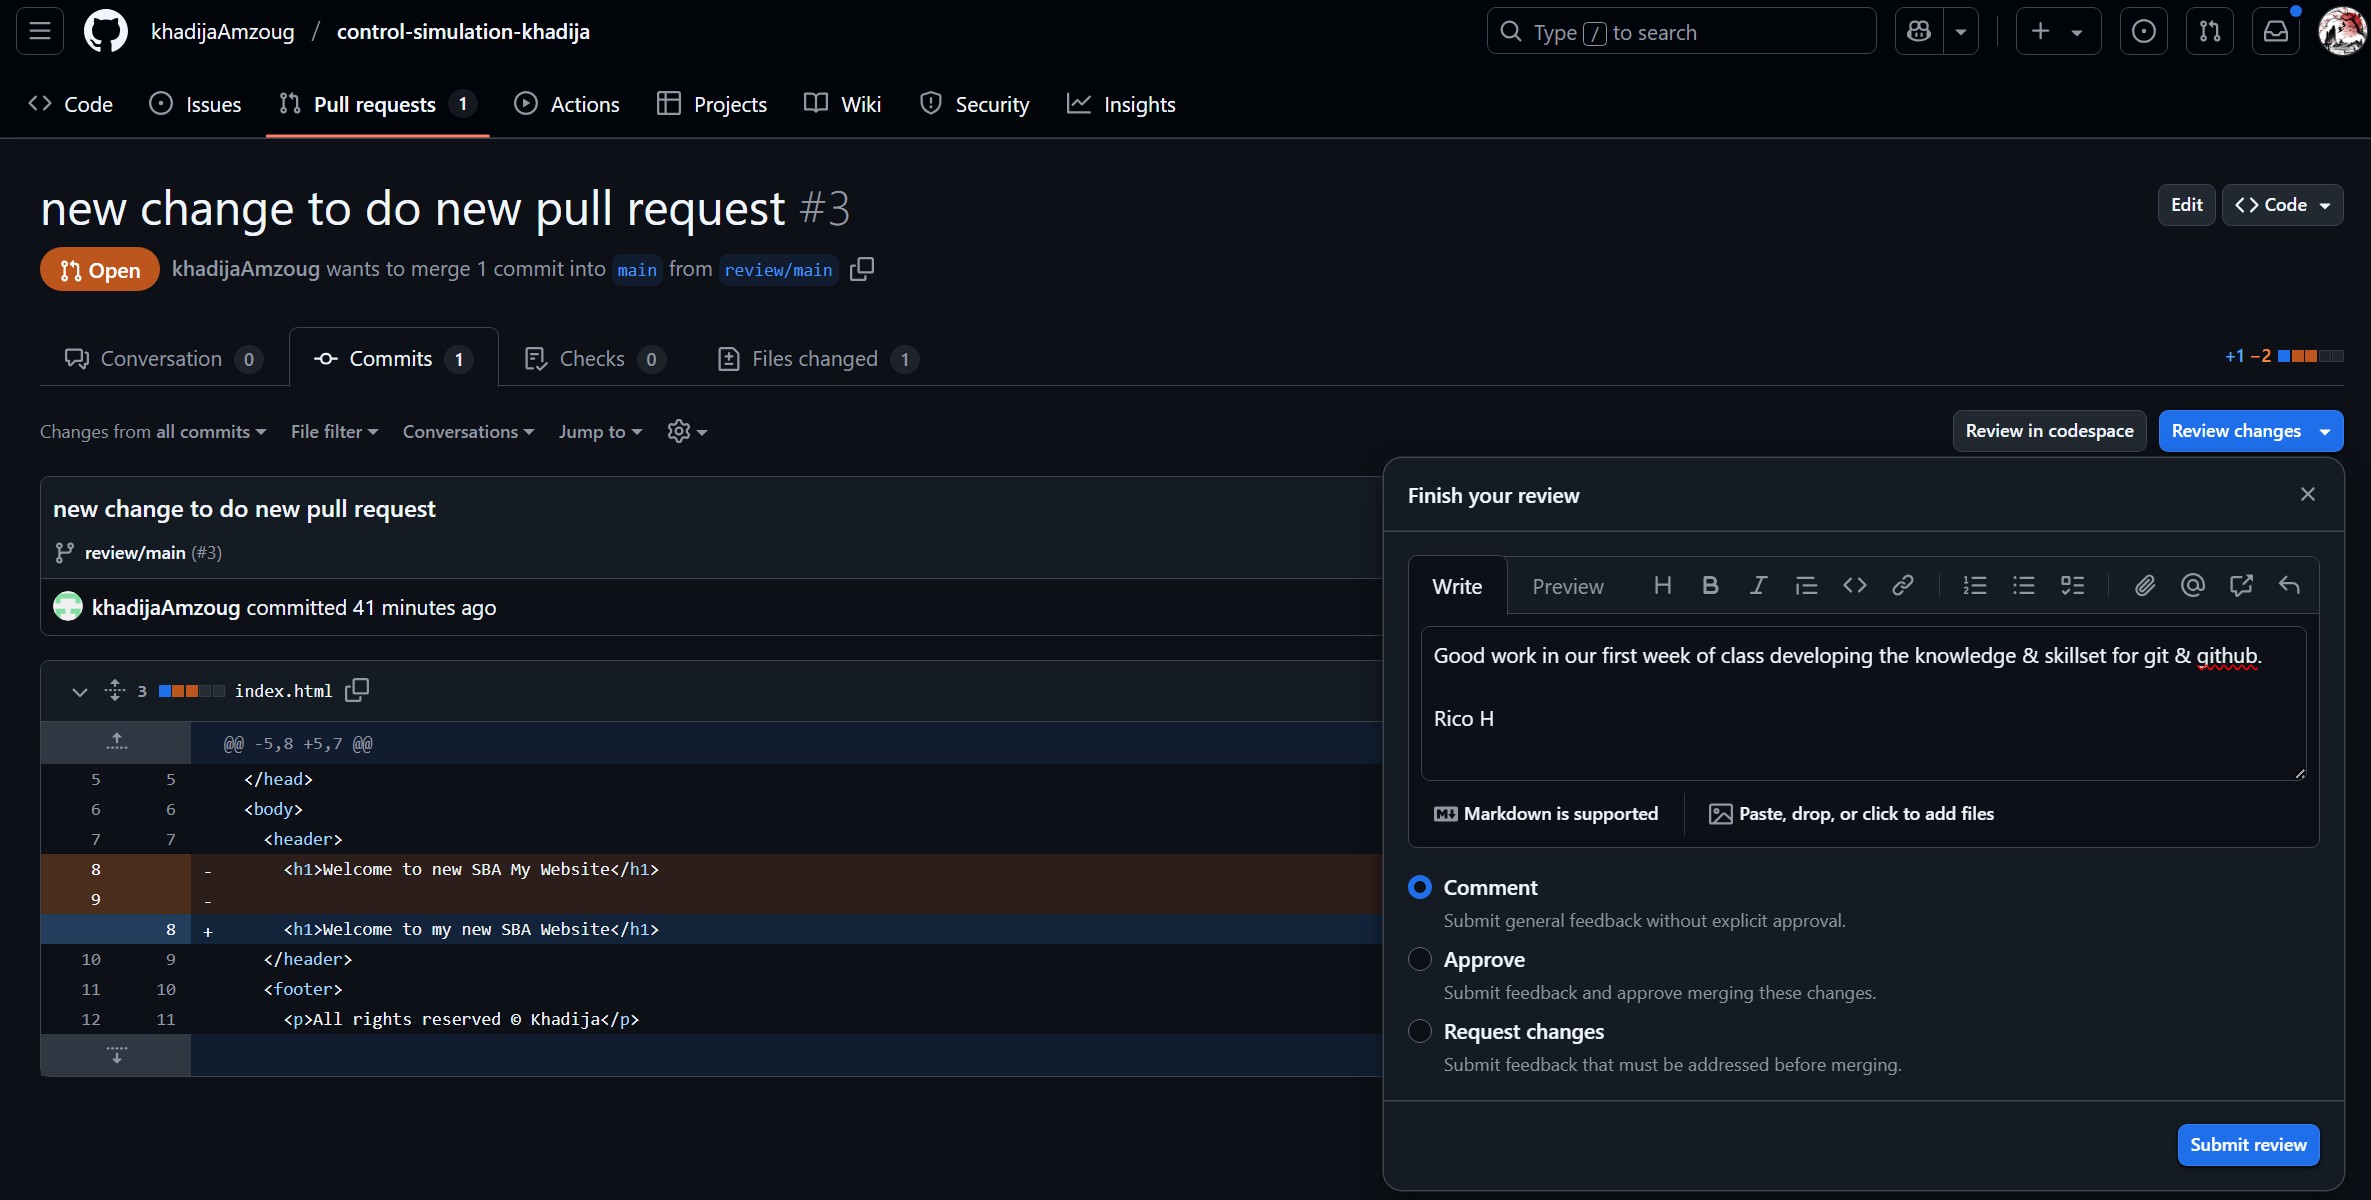 khadijaAmzoug / control-simulation-khadija
Type / to search
Code
Issues
Pull requests 1
Actions
Projects
Wiki
Security
Insights
new change to do new pull request #3
Edit
Code
Open
khadijaAmzoug wants to merge 1 commit into main from review/main
Conversation 0
Commits 1
Checks 0
Files changed 1
+1 −2
Changes from all commits
File filter
Conversations
Jump to
Review in codespace
Review changes
new change to do new pull request
review/main (#3)
khadijaAmzoug committed 41 minutes ago
3 index.html
@@ -5,8 +5,7 @@
5 5 </head>
6 6 <body>
7 7 <header>
8 - <h1>Welcome to new SBA My Website</h1>
9 -
8 + <h1>Welcome to my new SBA Website</h1>
10 9 </header>
11 10 <footer>
12 11 <p>All rights reserved © Khadija</p>
Finish your review
Write
Preview
Good work in our first week of class developing the knowledge & skillset for git & github.
Rico H
Markdown is supported
Paste, drop, or click to add files
Comment
Submit general feedback without explicit approval.
Approve
Submit feedback and approve merging these changes.
Request changes
Submit feedback that must be addressed before merging.
Submit review